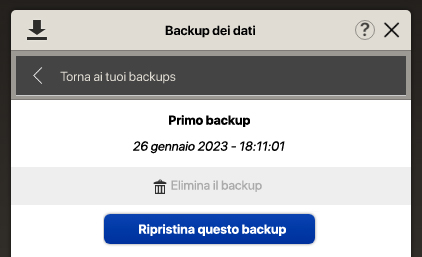 Backup dei dati
?
Torna ai tuoi backups
Primo backup
26 gennaio 2023 - 18:11:01
Elimina il backup
Ripristina questo backup